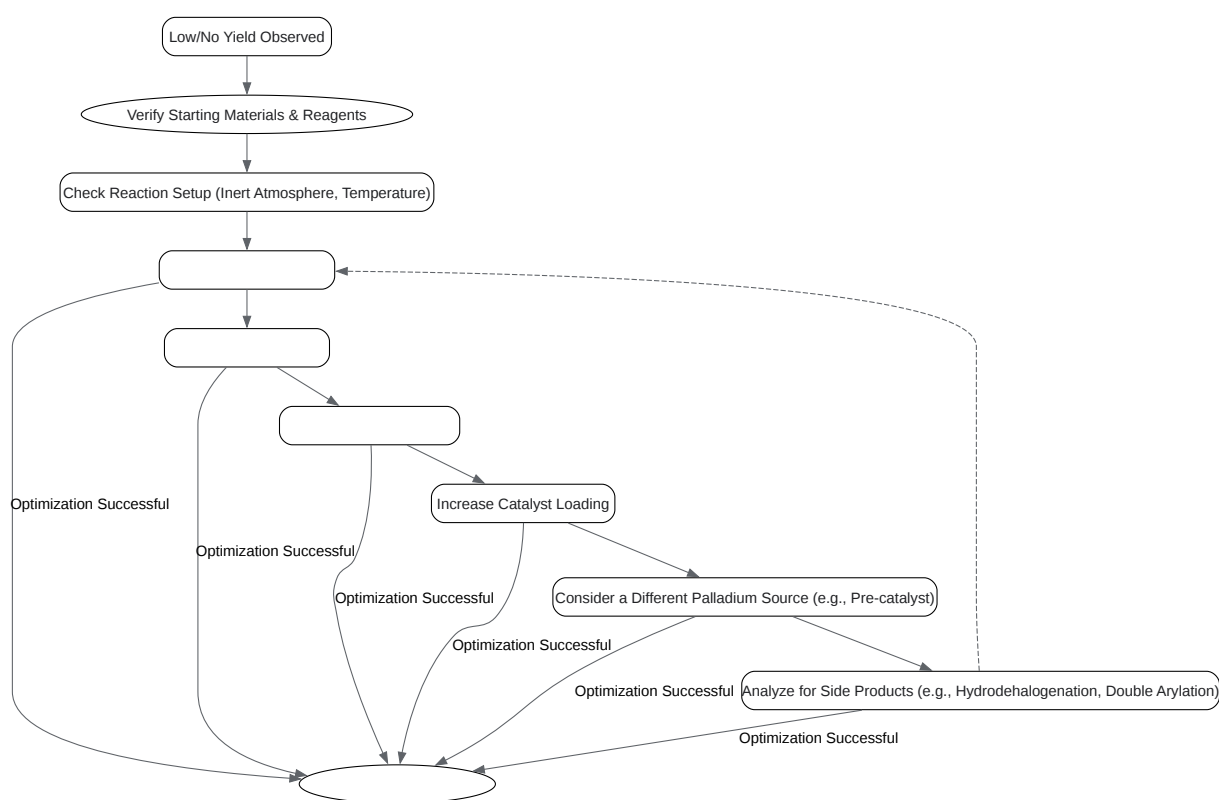 Low/No Yield Observed
Verify Starting Materials & Reagents
Check Reaction Setup (Inert Atmosphere, Temperature)
Optimization Successful
Increase Catalyst Loading
Optimization Successful
Optimization Successful
Consider a Different Palladium Source (e.g., Pre-catalyst)
Optimization Successful
Optimization Successful
Analyze for Side Products (e.g., Hydrodehalogenation, Double Arylation)
Optimization Successful